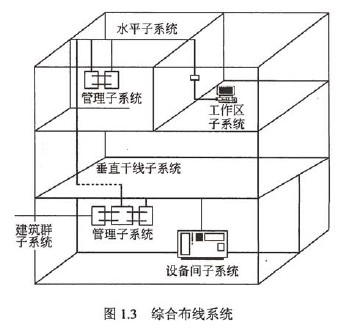 水平子系统
管理子系统
工作区
子系统
垂直干线子系统
建筑群
子系统
管理子系统
设备间子系统
图 1.3 综合布线系统